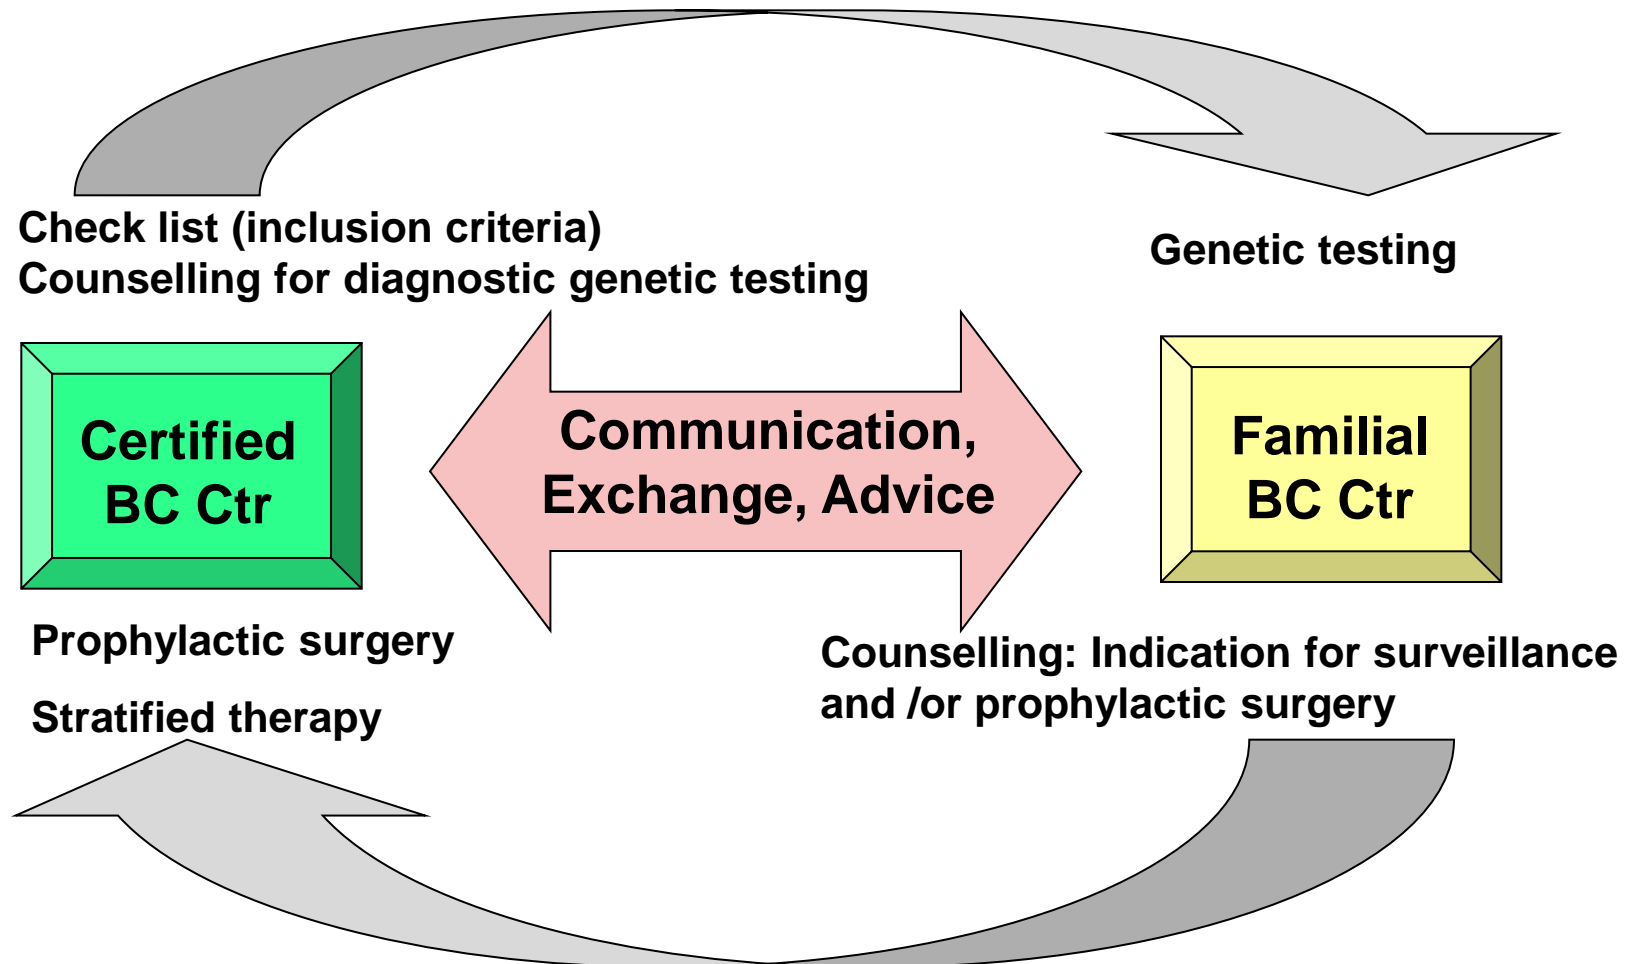 Check list (inclusion criteria)
Counselling for diagnostic genetic testing
Genetic testing
Certified
BC Ctr
Communication,
Exchange, Advice
Familial
BC Ctr
Prophylactic surgery
Stratified therapy
Counselling: Indication for surveillance
and /or prophylactic surgery